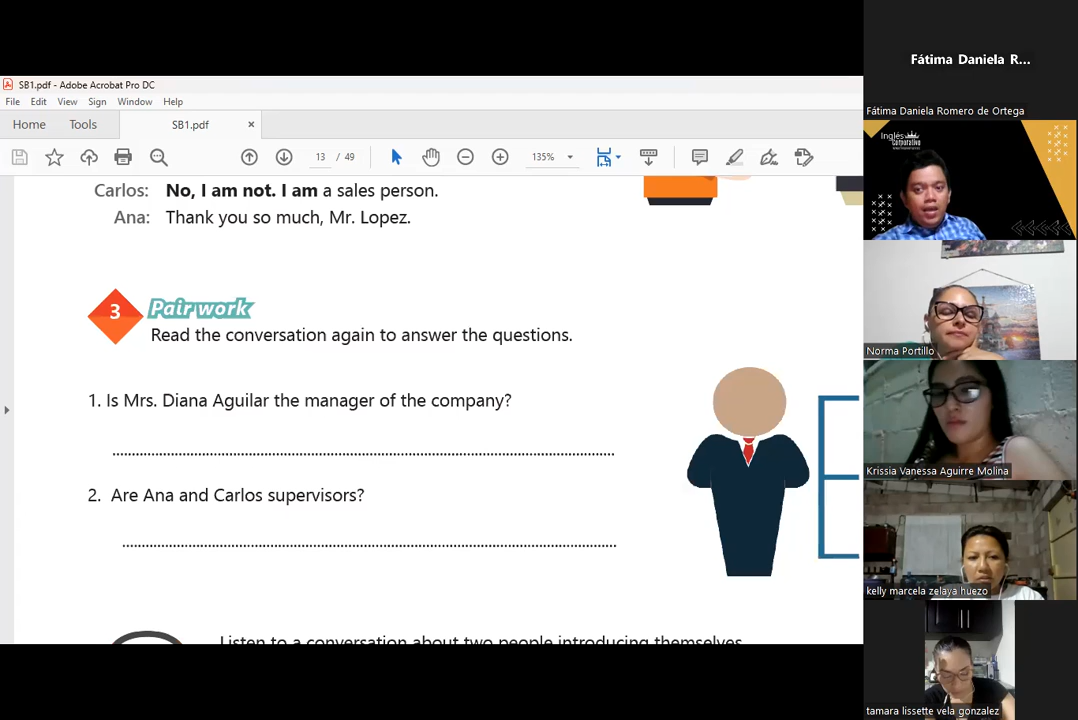 SB1.pdf - Adobe Acrobat Pro DC
File Edit View Sign Window Help
Home Tools SB1.pdf ×
13 / 49 135%
Carlos: No, I am not. I am a sales person.
Ana: Thank you so much, Mr. Lopez.
3 Pair work
Read the conversation again to answer the questions.
1. Is Mrs. Diana Aguilar the manager of the company?
2. Are Ana and Carlos supervisors?
Listen to a conversation about two people introducing themselves
Fátima Daniela R...
Fátima Daniela Romero de Ortega
Inglés
Corporativo
Norma Portillo
Krissia Vanessa Aguirre Molina
kelly marcela zelaya huezo
tamara lissette vela gonzalez